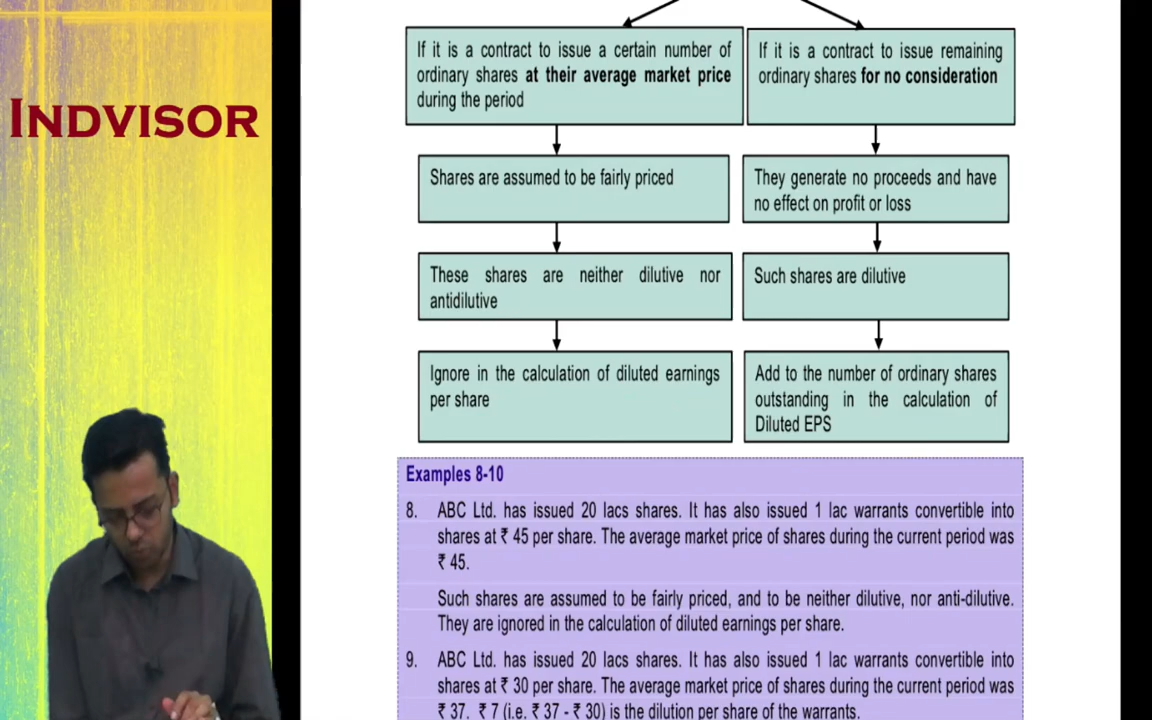 INDVISOR
If it is a contract to issue a certain number of
ordinary shares at their average market price
during the period
If it is a contract to issue remaining
ordinary shares for no consideration
Shares are assumed to be fairly priced
They generate no proceeds and have
no effect on profit or loss
These shares are neither dilutive nor
antidilutive
Such shares are dilutive
Ignore in the calculation of diluted earnings
per share
Add to the number of ordinary shares
outstanding in the calculation of
Diluted EPS
Examples 8-10
8. ABC Ltd. has issued 20 lacs shares. It has also issued 1 lac warrants convertible into
shares at ₹ 45 per share. The average market price of shares during the current period was
₹ 45.
Such shares are assumed to be fairly priced, and to be neither dilutive, nor anti-dilutive.
They are ignored in the calculation of diluted earnings per share.
9. ABC Ltd. has issued 20 lacs shares. It has also issued 1 lac warrants convertible into
shares at ₹ 30 per share. The average market price of shares during the current period was
₹ 37. ₹ 7 (i.e. ₹ 37 - ₹ 30) is the dilution per share of the warrants.